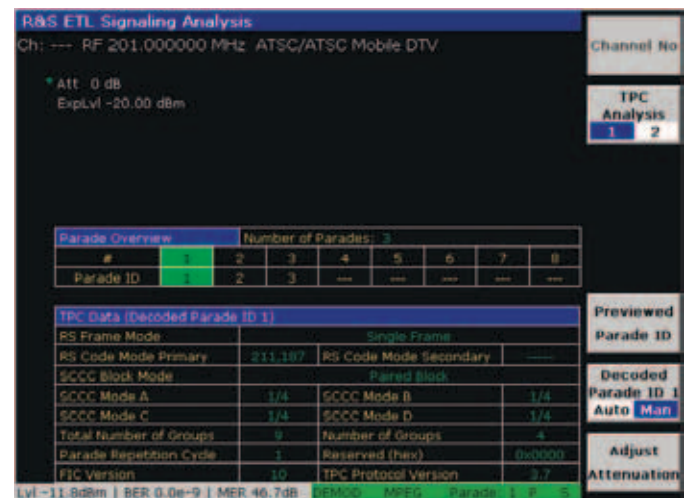 R&S ETL Signaling Analysis
Ch: --- RF 201.000000 MHz ATSC/ATSC Mobile DTV
* Att 0 dB
ExpLvl -20.00 dBm
Parade Overview Number of Parades: 3
# 1 2 3 4 5 6 7 8
Parade ID 1 2 3 --- --- --- --- ---
TPC Data (Decoded Parade ID 1)
RS Frame Mode Single Frame
RS Code Mode Primary 211,187 RS Code Mode Secondary ----
SCCC Block Mode Paired Block
SCCC Mode A 1/4 SCCC Mode B 1/4
SCCC Mode C 1/4 SCCC Mode D 1/4
Total Number of Groups 9 Number of Groups 4
Parade Repetition Cycle 1 Reserved (hex) 0x0000
FIC Version 10 TPC Protocol Version 3.7
Lvl -11.8dBm | BER 0.0e-9 | MER 46.7dB DEMOD MPEG Parade: 1 P S
Channel No
TPC
Analysis
1 2
Previewed
Parade ID
Decoded
Parade ID 1
Auto Man
Adjust
Attenuation